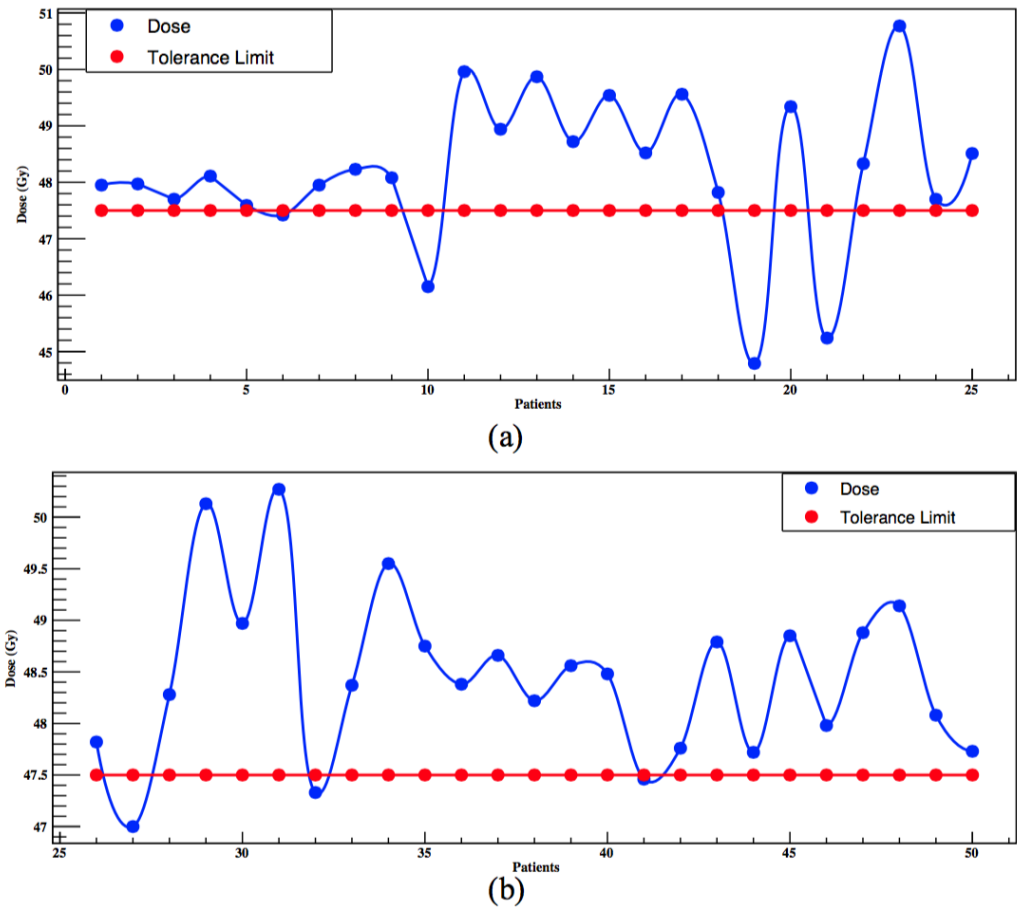 51
Dose
Tolerance Limit
50
49
48
47
46
45
Dose (Gy)
0 5 10 15 20 25
Patients
(a)
Dose
Tolerance Limit
50
49.5
49
48.5
48
47.5
47
Dose (Gy)
25 30 35 40 45 50
Patients
(b)